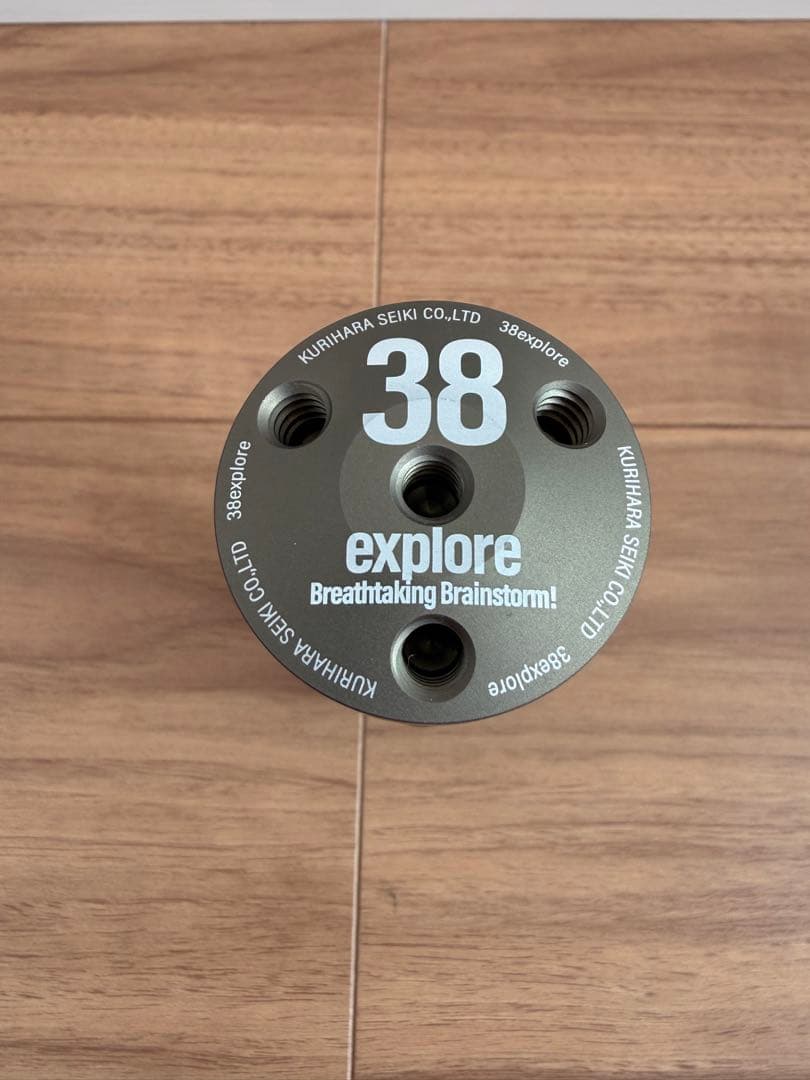 38
explore
Breathtaking Brainstorm!
KURIHARA SEIKI CO.,LTD 38explore
KURIHARA SEIKI CO.,LTD 38explore
KURIHARA SEIKI CO.,LTD 38explore